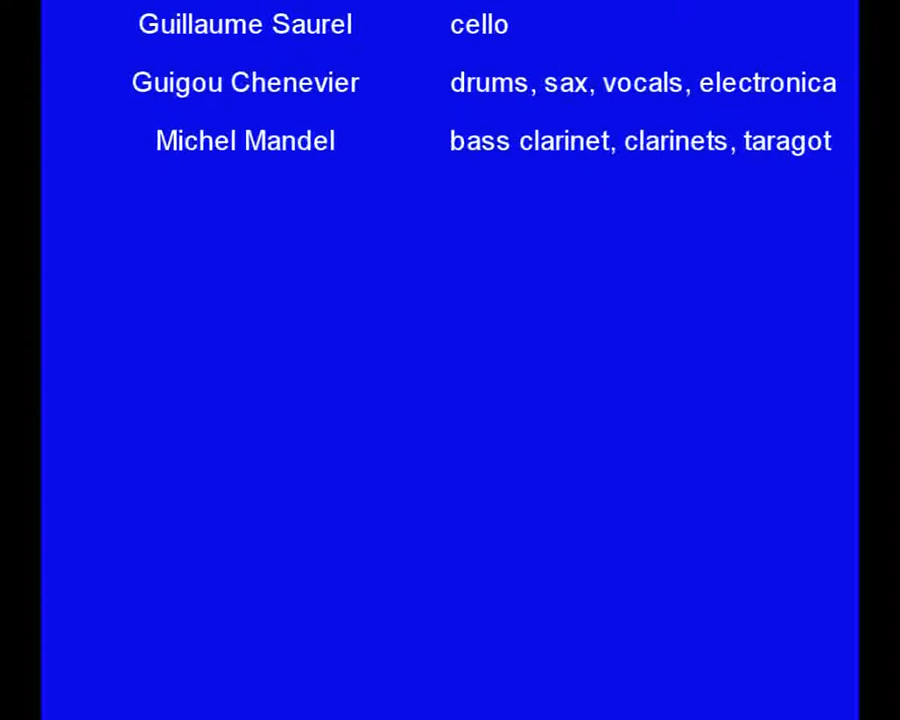 Guillaume Saurel cello
Guigou Chenevier drums, sax, vocals, electronica
Michel Mandel bass clarinet, clarinets, taragot